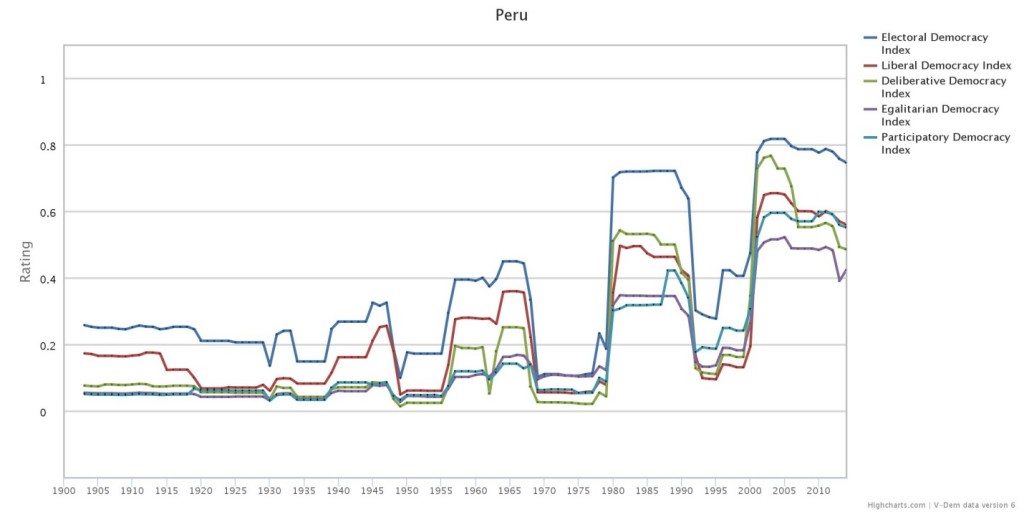 Peru
Electoral Democracy
Index
Liberal Democracy Index
Deliberative Democracy
Index
Egalitarian Democracy
Index
Participatory Democracy
Index
Rating
1
0.8
0.6
0.4
0.2
0
1900 1905 1910 1915 1920 1925 1930 1935 1940 1945 1950 1955 1960 1965 1970 1975 1980 1985 1990 1995 2000 2005 2010
Highcharts.com | V-Dem data version 6